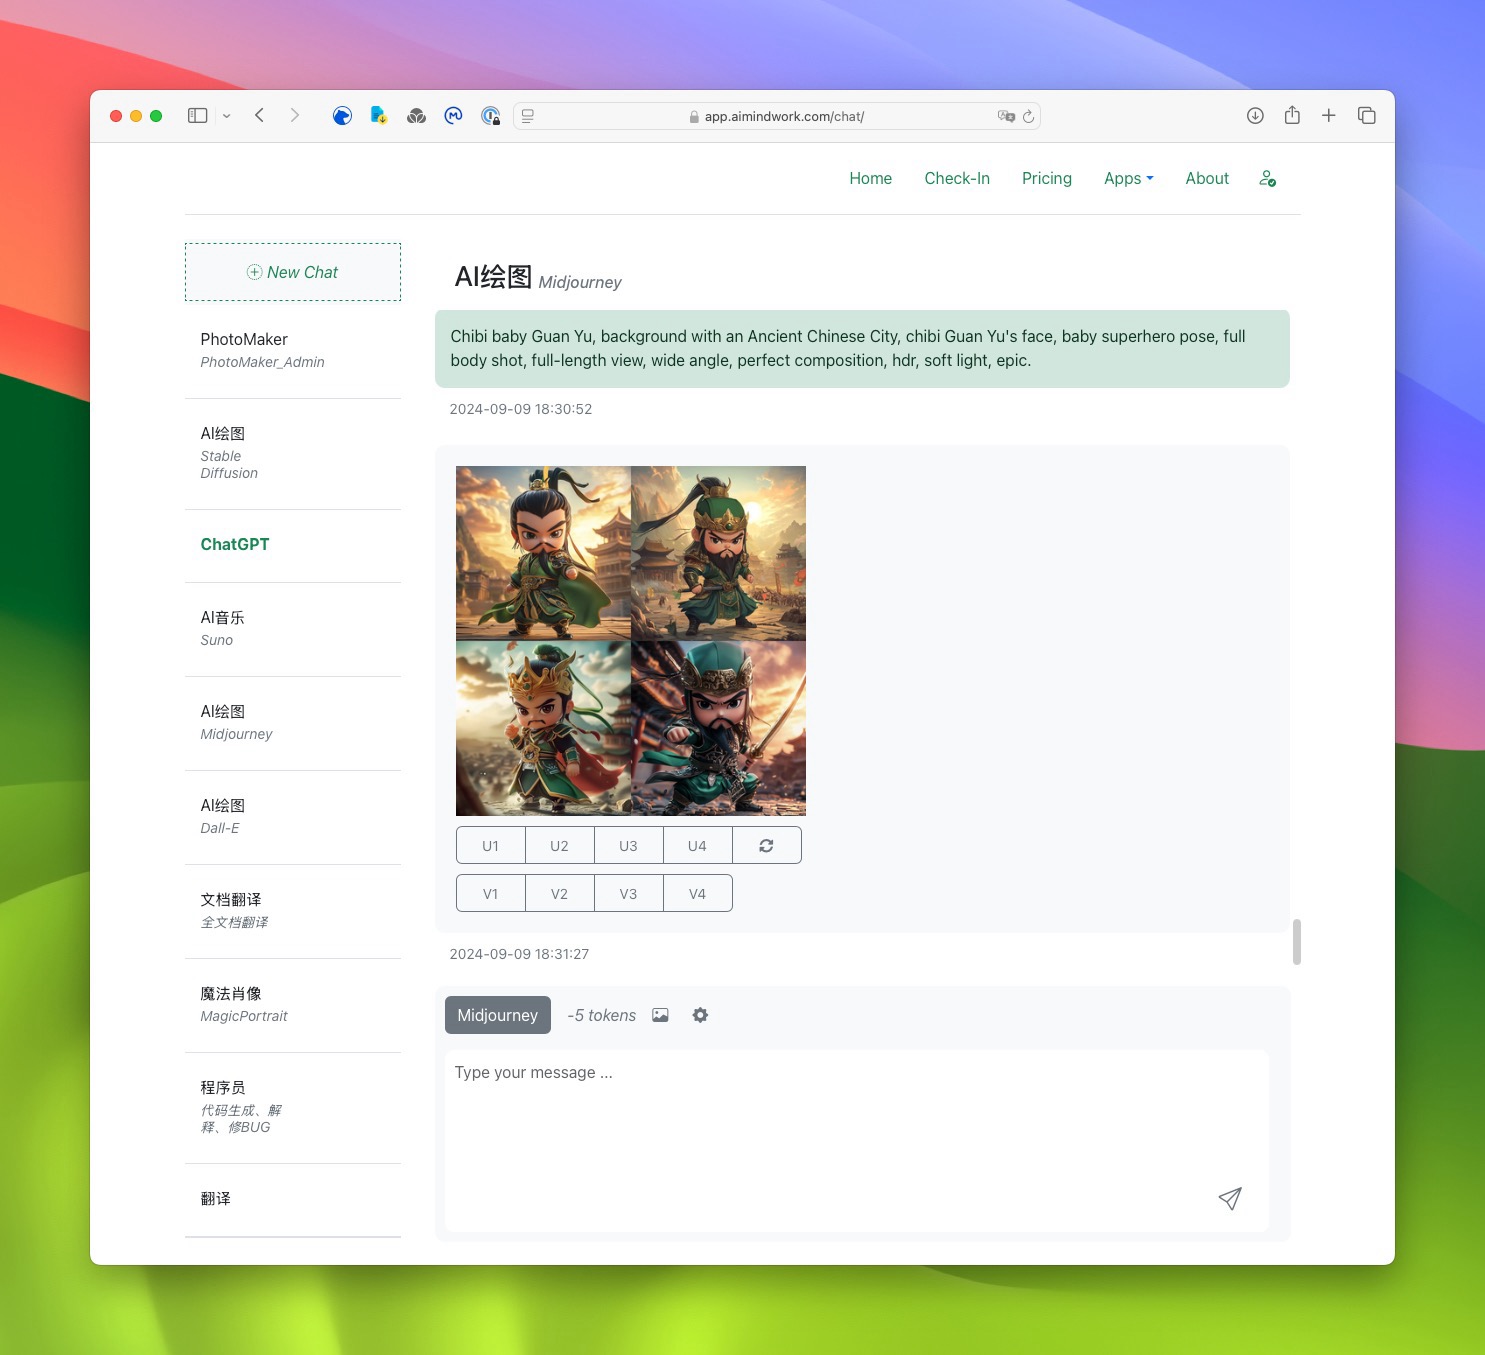 app.aimindwork.com/chat/
Home
Check-In
Pricing
Apps
About
New Chat
PhotoMaker
PhotoMaker_Admin
AI绘图
Stable
Diffusion
ChatGPT
AI音乐
Suno
AI绘图
Midjourney
AI绘图
Dall-E
文档翻译
全文档翻译
魔法肖像
MagicPortrait
程序员
代码生成、解
释、修BUG
翻译
AI绘图 Midjourney
Chibi baby Guan Yu, background with an Ancient Chinese City, chibi Guan Yu's face, baby superhero pose, full
body shot, full-length view, wide angle, perfect composition, hdr, soft light, epic.
2024-09-09 18:30:52
U1
U2
U3
U4
V1
V2
V3
V4
2024-09-09 18:31:27
Midjourney
-5 tokens
Type your message ...